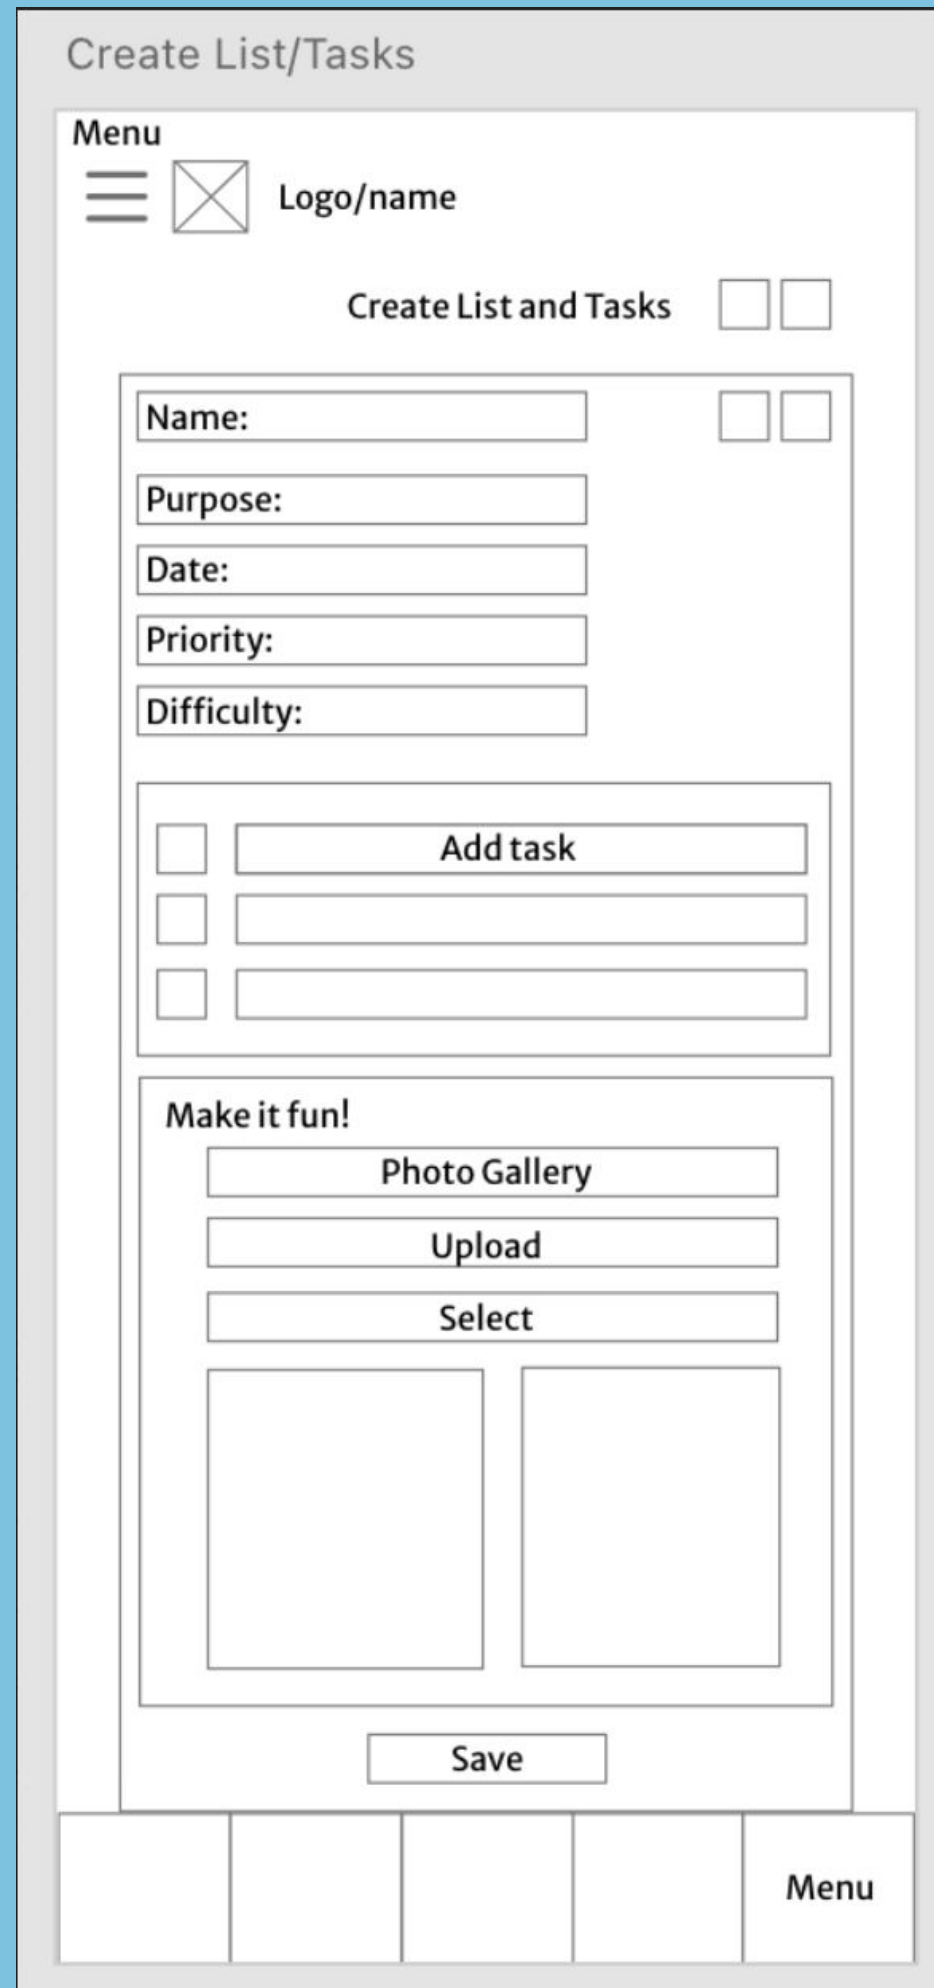 Create List/Tasks
Menu
Logo/name
Create List and Tasks
Name:
Purpose:
Date:
Priority:
Difficulty:
Add task
Make it fun!
Photo Gallery
Upload
Select
Save
Menu